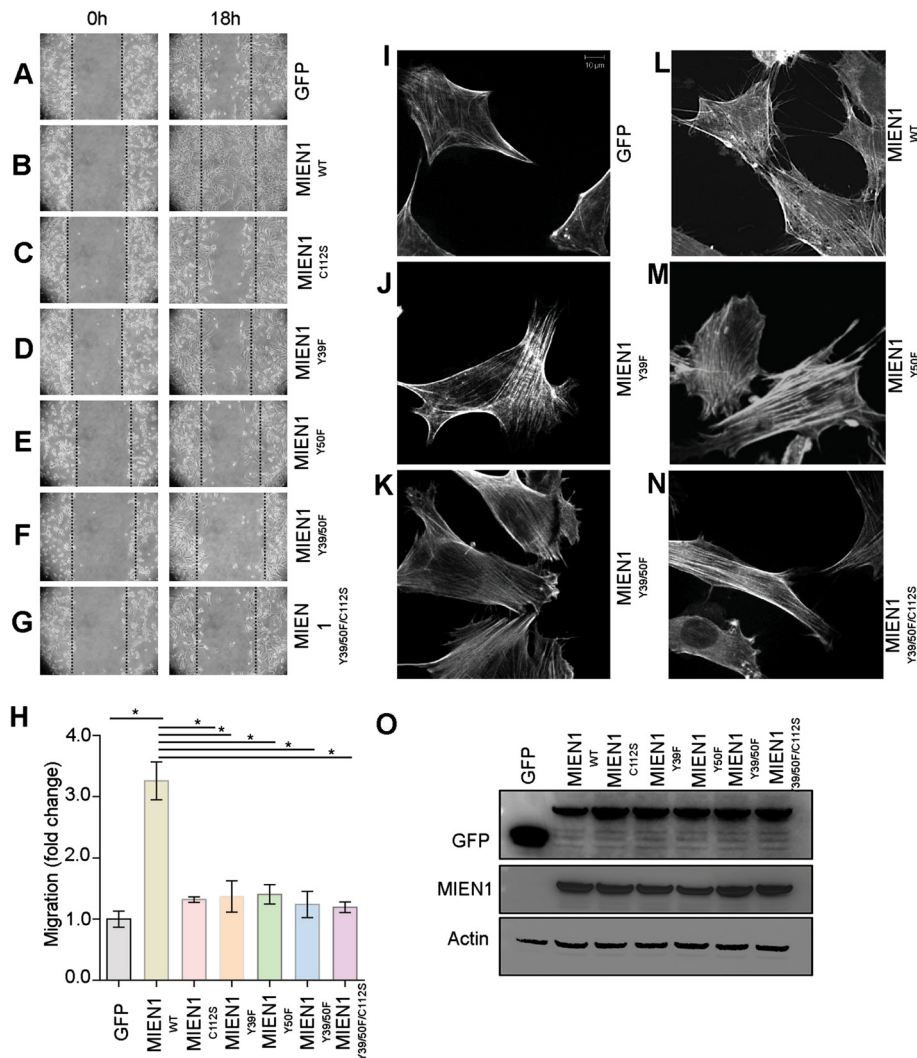 0h 18h
A GFP
B MIEN1 WT
C MIEN1 C112S
D MIEN1 Y39F
E MIEN1 Y50F
F MIEN1 Y39/50F
G MIEN 1 Y39/50F/C112S
I 10 µm GFP
J MIEN1 Y39F
K MIEN1 Y39/50F
L MIEN1 WT
M MIEN1 Y50F
N MIEN1 Y39/50F/C112S
H
Migration (fold change)
4.0
3.0
2.0
1.0
0.0
* * * * * *
GFP
MIEN1 WT
MIEN1 C112S
MIEN1 Y39F
MIEN1 Y50F
MIEN1 Y39/50F
MIEN1 Y39/50F/C112S
O
GFP
MIEN1 WT
MIEN1 C112S
MIEN1 Y39F
MIEN1 Y50F
MIEN1 Y39/50F
MIEN1 Y39/50F/C112S
GFP
MIEN1
Actin